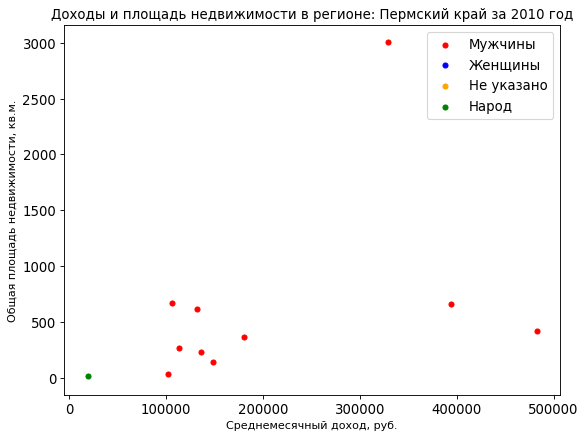 Доходы и площадь недвижимости в регионе: Пермский край за 2010 год
Общая площадь недвижимости, кв.м.
3000
2500
2000
1500
1000
500
0
Мужчины
Женщины
Не указано
Народ
0 100000 200000 300000 400000 500000
Среднемесячный доход, руб.